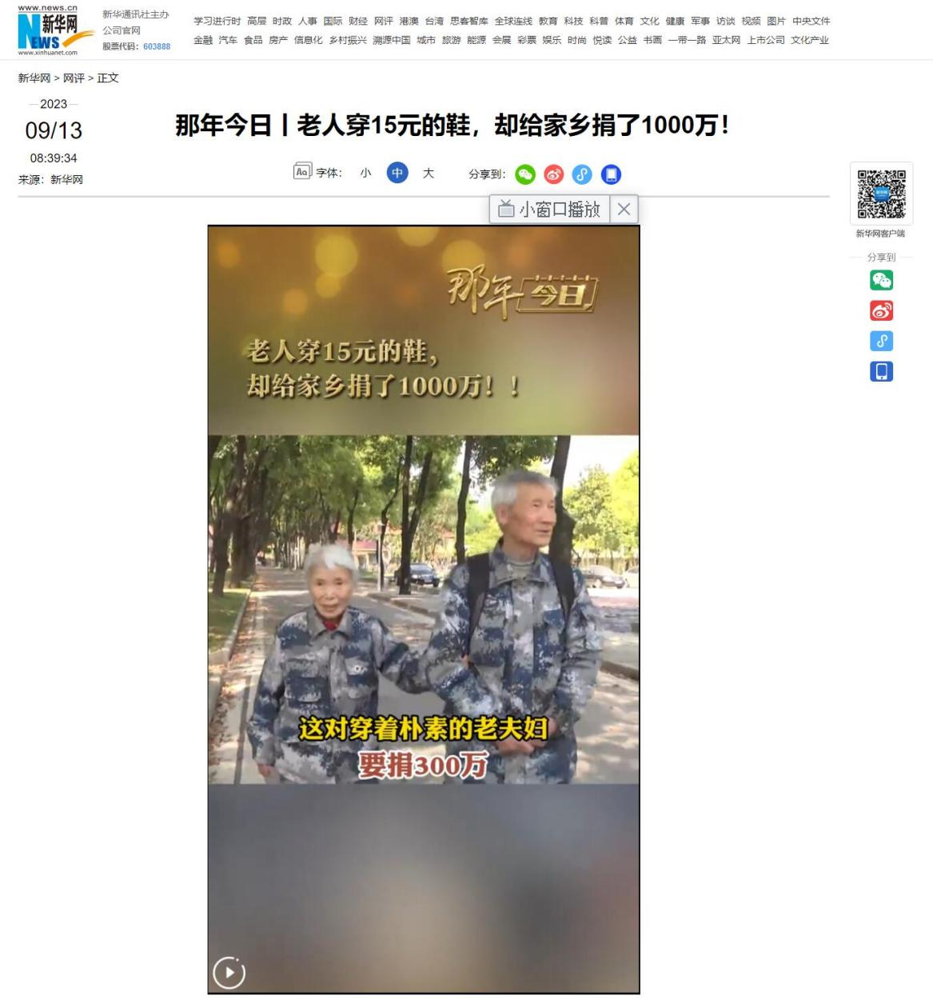 www.news.cn
新华网
NEWS
www.xinhuanet.com
新华通讯社主办
公司官网
股票代码：603888
学习进行时 高层 时政 人事 国际 财经 网评 港澳 台湾 思客智库 全球连线 教育 科技 科普 体育 文化 健康 军事 访谈 视频 图片 中央文件
金融 汽车 食品 房产 信息化 乡村振兴 溯源中国 城市 旅游 能源 会展 彩票 娱乐 时尚 悦读 公益 书画 一带一路 亚太网 上市公司 文化产业
新华网 > 网评 > 正文
2023
09/13
08:39:34
来源：新华网
那年今日丨老人穿15元的鞋，却给家乡捐了1000万！
Aa 字体： 小 中 大 分享到：
小窗口播放
新华网
新华网客户端
分享到
那年今日
老人穿15元的鞋，
却给家乡捐了1000万！！
这对穿着朴素的老夫妇
要捐300万